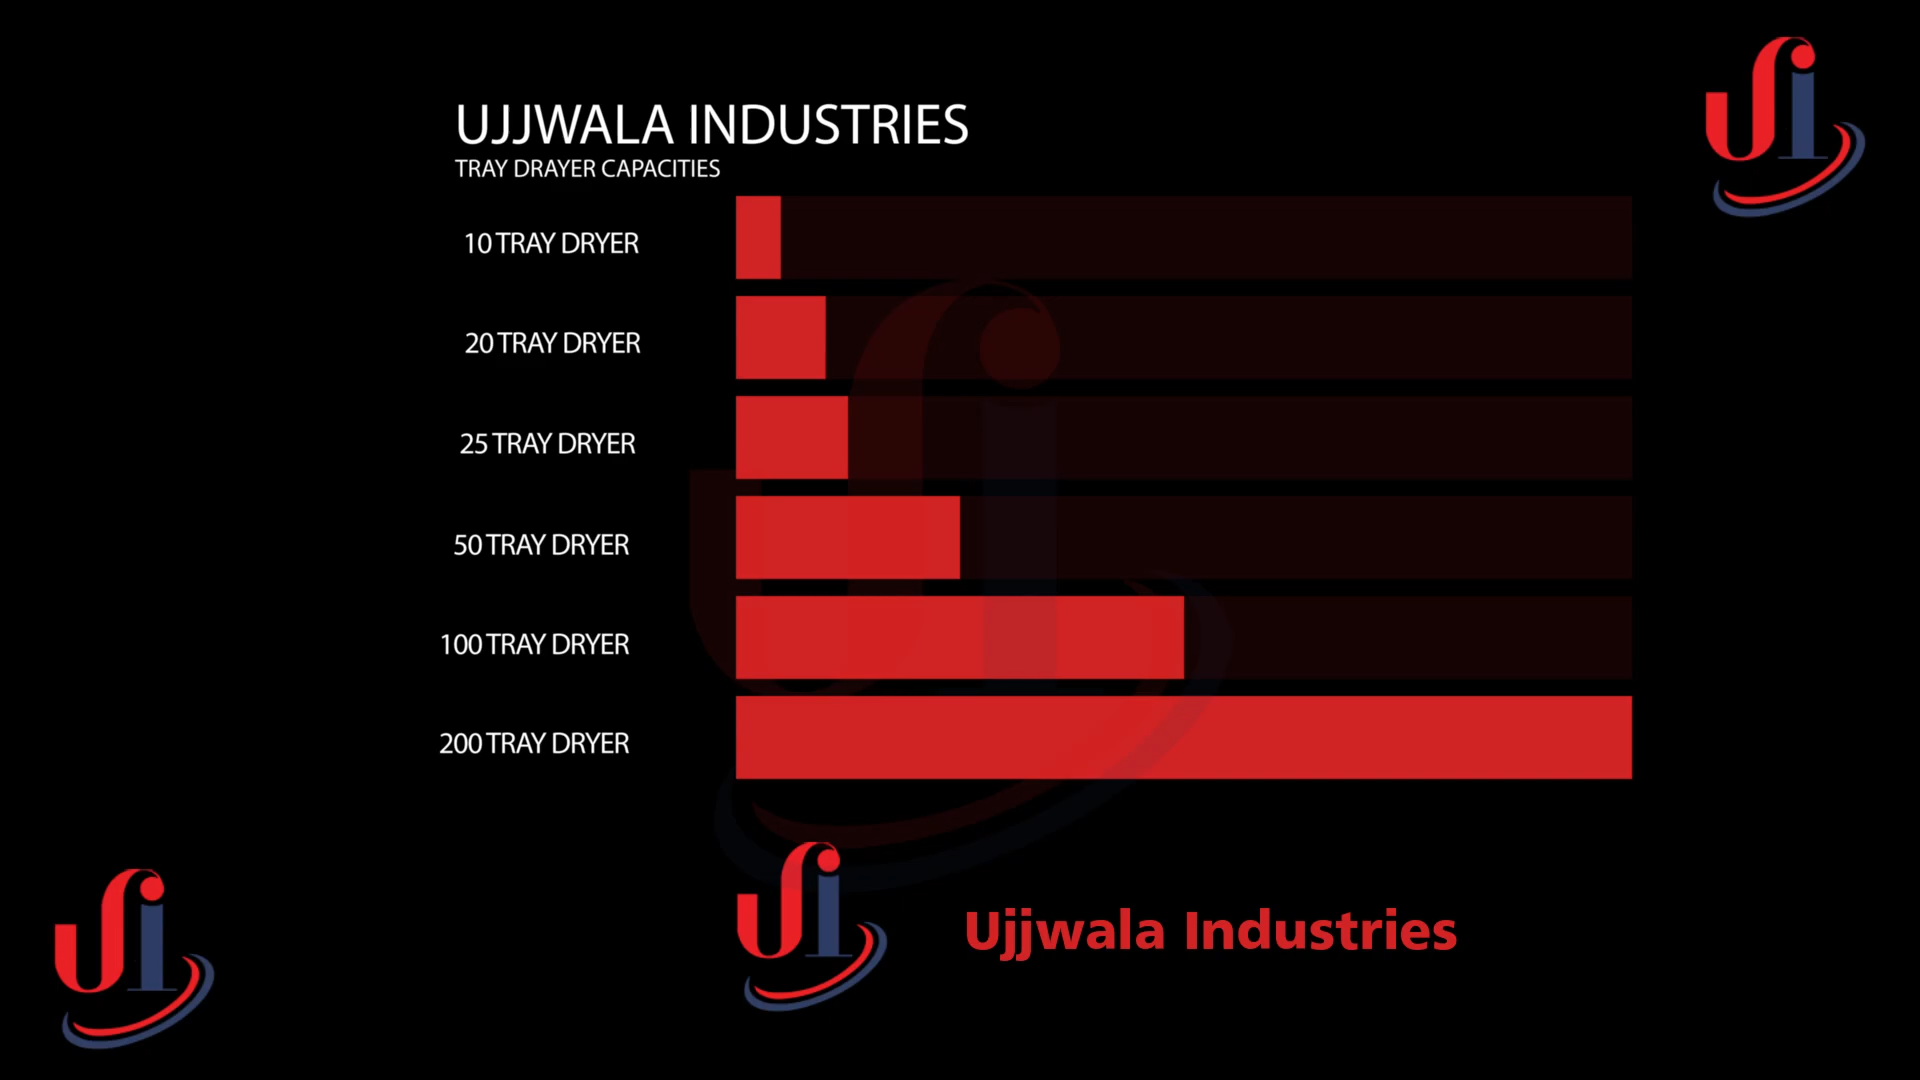 UJJWALA INDUSTRIES
TRAY DRAYER CAPACITIES
10 TRAY DRYER
20 TRAY DRYER
25 TRAY DRYER
50 TRAY DRYER
100 TRAY DRYER
200 TRAY DRYER
Ujjwala Industries